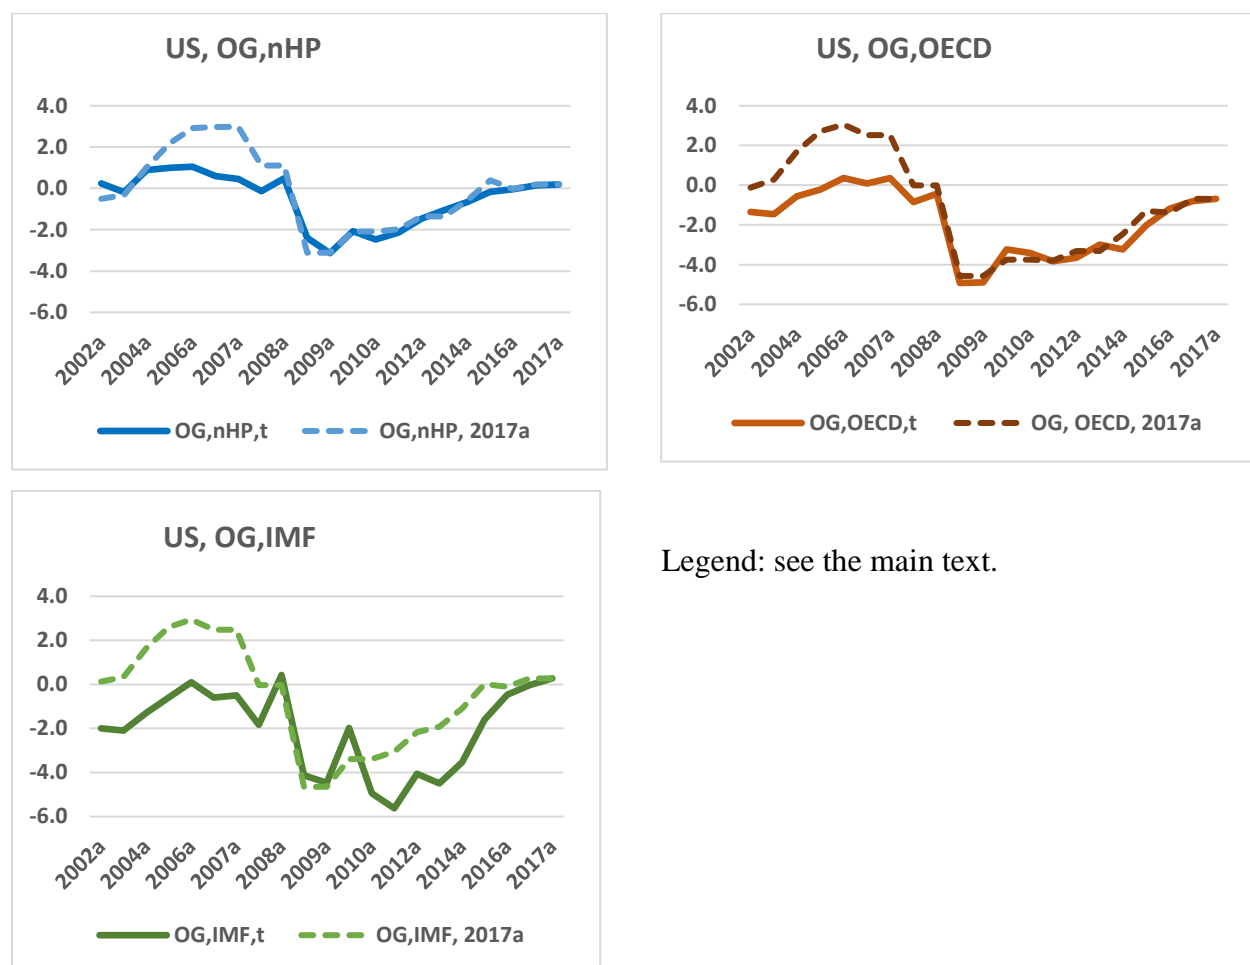 US, OG,nHP
4.0
2.0
0.0
-2.0
-4.0
-6.0
2002a 2004a 2006a 2007a 2008a 2009a 2010a 2012a 2014a 2016a 2017a
OG,nHP,t OG,nHP, 2017a
US, OG,OECD
4.0
2.0
0.0
-2.0
-4.0
-6.0
2002a 2004a 2006a 2007a 2008a 2009a 2010a 2012a 2014a 2016a 2017a
OG,OECD,t OG, OECD, 2017a
US, OG,IMF
4.0
2.0
0.0
-2.0
-4.0
-6.0
2002a 2004a 2006a 2007a 2008a 2009a 2010a 2012a 2014a 2016a 2017a
OG,IMF,t OG,IMF, 2017a
Legend: see the main text.